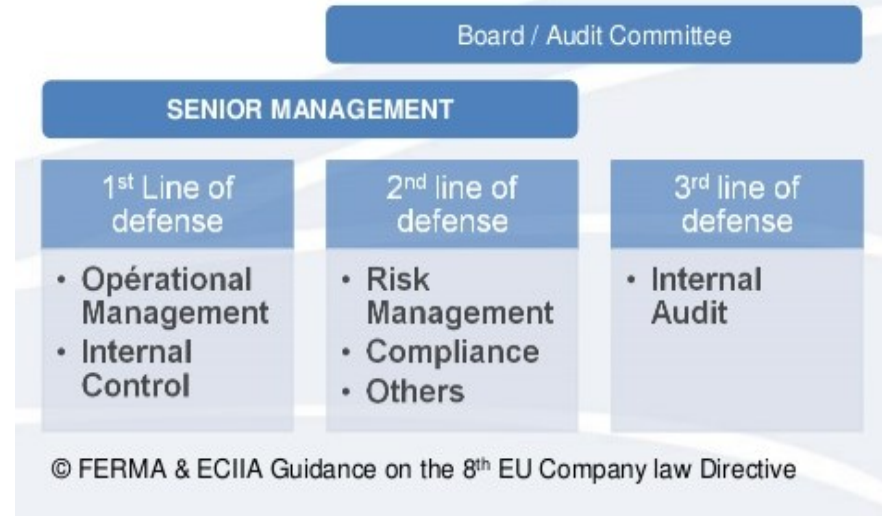 Board / Audit Committee
SENIOR MANAGEMENT
1st Line of
defense
• Opérational
Management
• Internal
Control
2nd line of
defense
• Risk
Management
• Compliance
• Others
3rd line of
defense
• Internal
Audit
© FERMA & ECIIA Guidance on the 8th EU Company law Directive